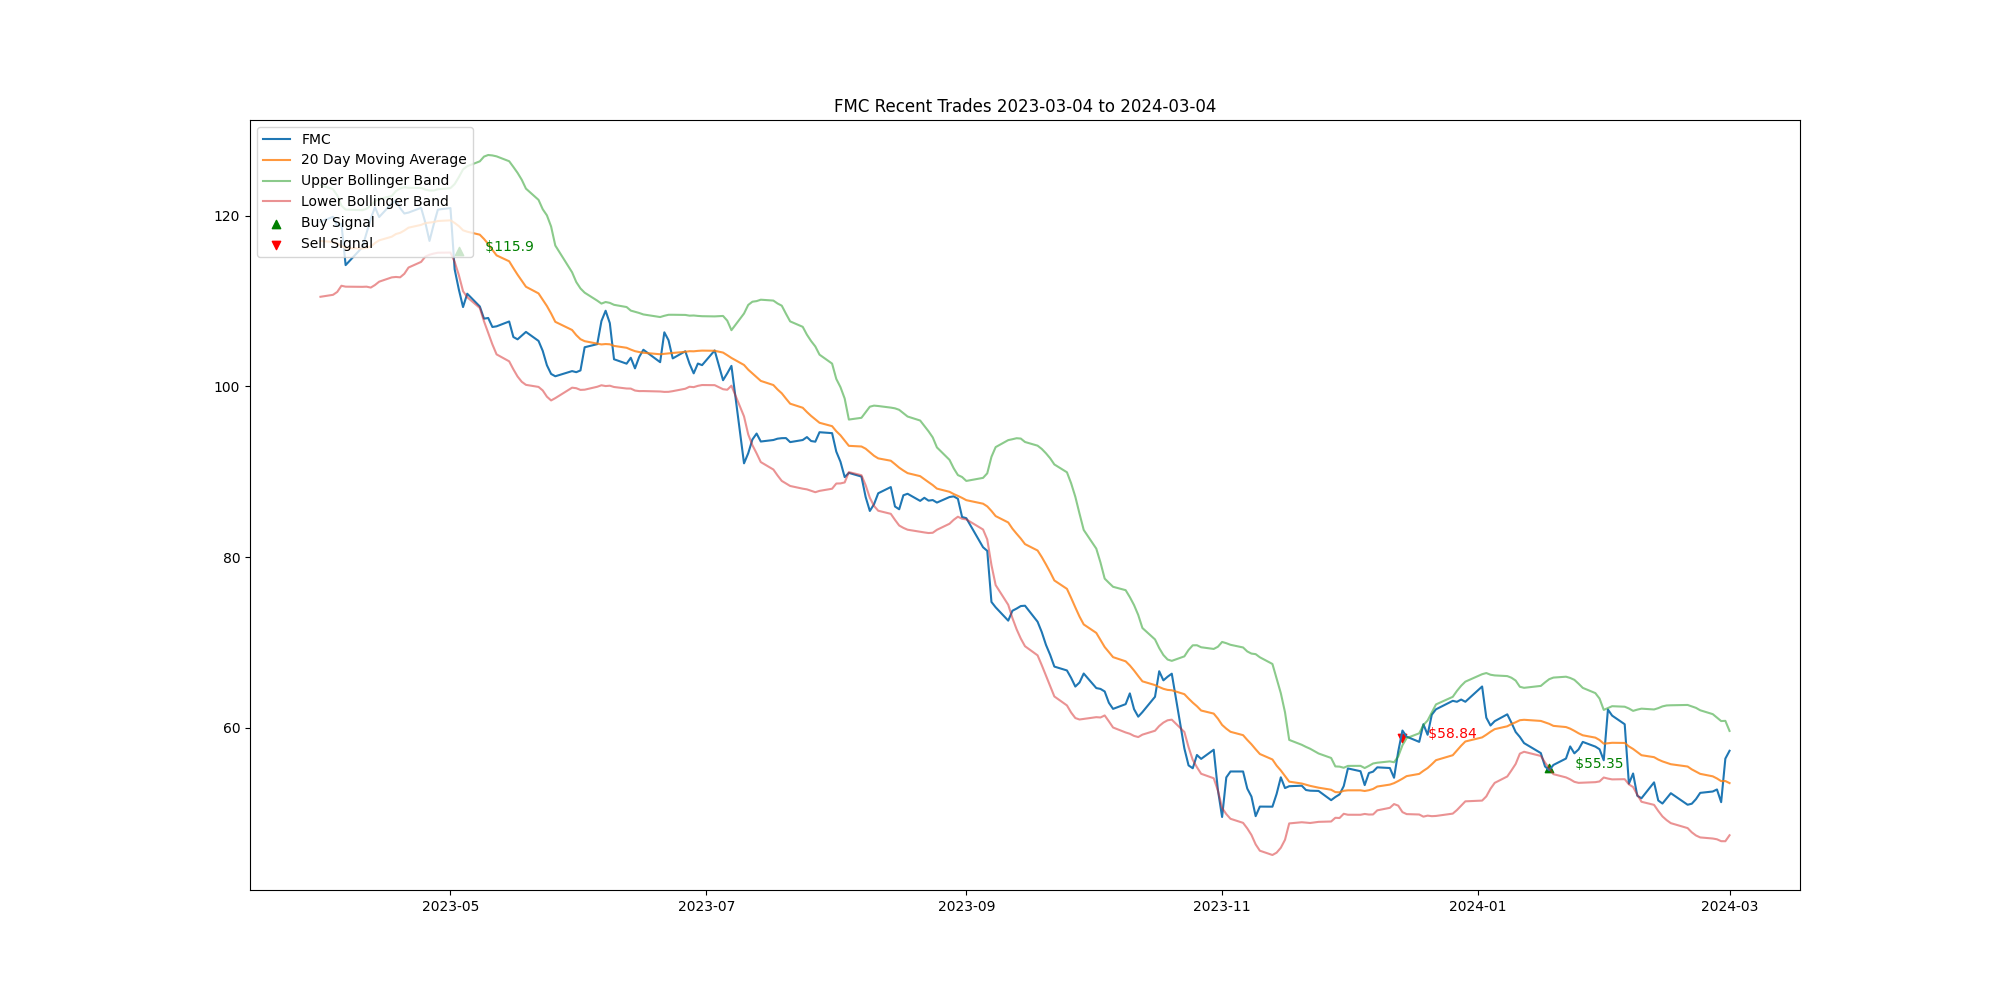 FMC Recent Trades 2023-03-04 to 2024-03-04
FMC
20 Day Moving Average
Upper Bollinger Band
Lower Bollinger Band
Buy Signal
Sell Signal
$115.9
$58.84
$55.35
120
100
80
60
2023-05 2023-07 2023-09 2023-11 2024-01 2024-03